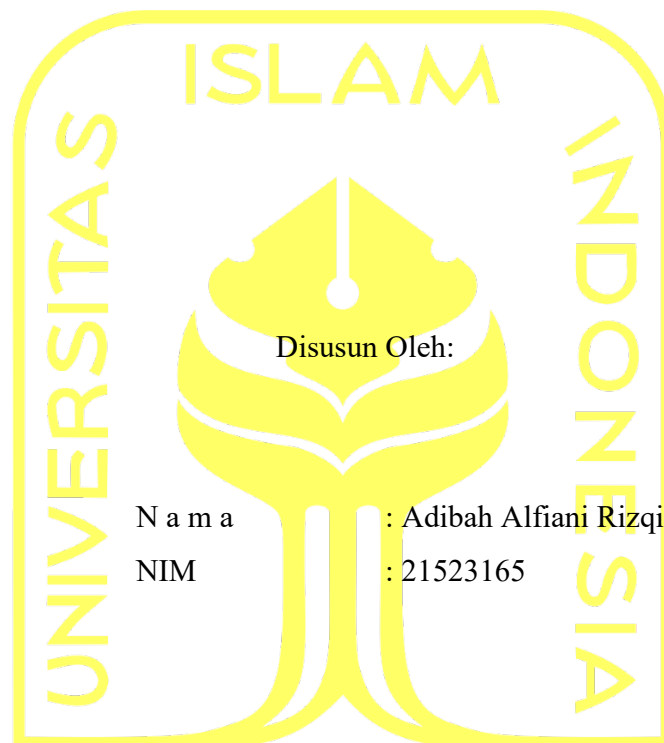 ISLAM
UNIVERSITAS
INDONESIA
Disusun Oleh:
N a m a : Adibah Alfiani Rizqi
NIM : 21523165